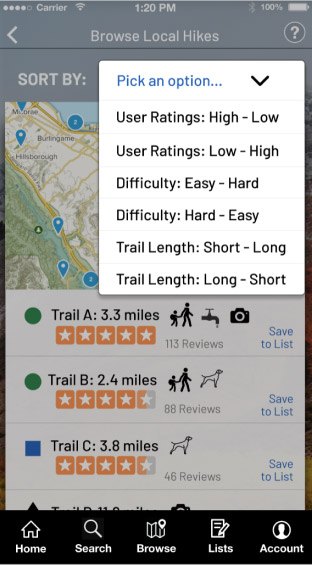 Carrier 1:20 PM 100%
Browse Local Hikes ?
SORT BY: Pick an option...
User Ratings: High - Low
User Ratings: Low - High
Difficulty: Easy - Hard
Difficulty: Hard - Easy
Trail Length: Short - Long
Trail Length: Long - Short
2
Burlingame
Hillsborough
2
Trail A: 3.3 miles
113 Reviews
Save
to List
Trail B: 2.4 miles
88 Reviews
Save
to List
Trail C: 3.8 miles
46 Reviews
Save
to List
Home Search Browse Lists Account